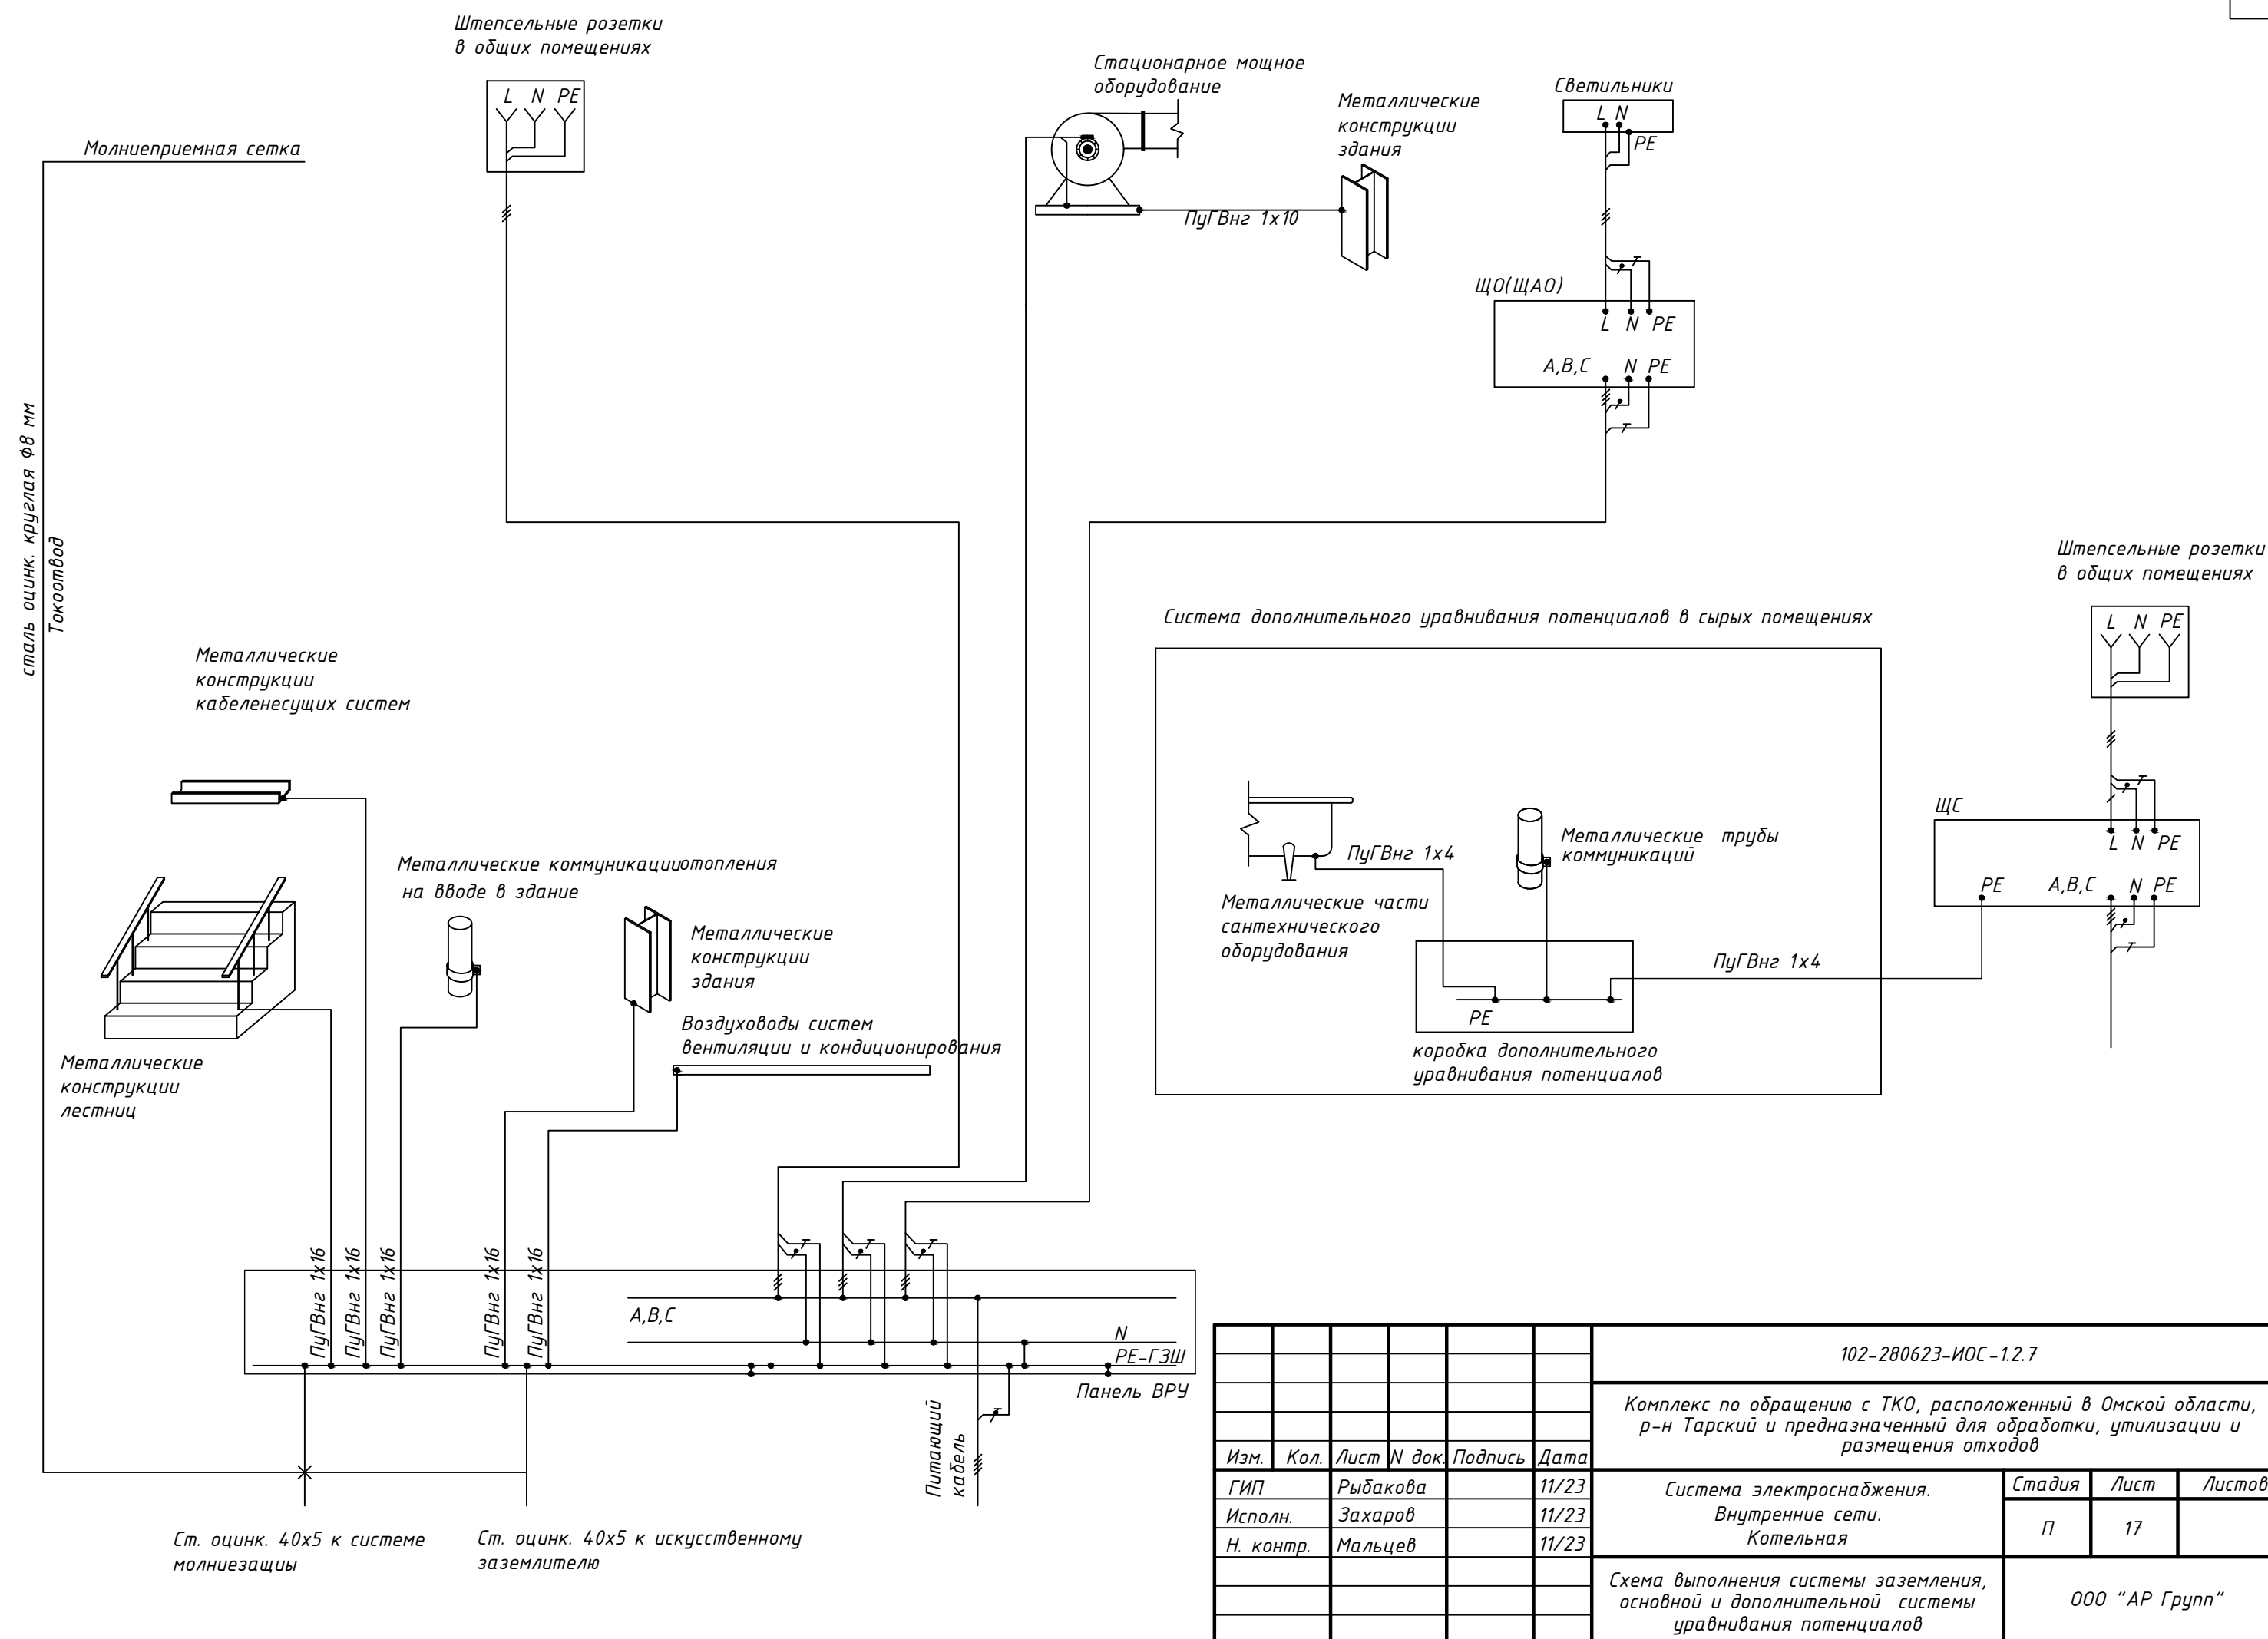 Штепсельные розетки
в общих помещениях
L N PE
Стационарное мощное
оборудование
Металлические
конструкции
здания
ПуГВнг 1х10
Светильники
L N
PE
Молниеприемная сетка
ЩО(ЩАО)
L N PE
А,В,С N PE
сталь оцинк. круглая Ф8 мм
Токоотвод
Штепсельные розетки
в общих помещениях
L N PE
Система дополнительного уравнивания потенциалов в сырых помещениях
Металлические
конструкции
кабеленесущих систем
ЩС
L N PE
PE А,В,С N PE
ПуГВнг 1х4
Металлические трубы
коммуникаций
Металлические части
сантехнического
оборудования
ПуГВнг 1х4
PE
коробка дополнительного
уравнивания потенциалов
Металлические коммуникацииотопления
на вводе в здание
Металлические
конструкции
здания
Воздуховоды систем
вентиляции и кондиционирования
Металлические
конструкции
лестниц
ПуГВнг 1х16
ПуГВнг 1х16
ПуГВнг 1х16
ПуГВнг 1х16
ПуГВнг 1х16
А,В,С
N
PE-ГЗШ
Панель ВРУ
Питающий
кабель
Ст. оцинк. 40х5 к системе
молниезащиы
Ст. оцинк. 40х5 к искусственному
заземлителю
102-280623-ИОС-1.2.7
Комплекс по обращению с ТКО, расположенный в Омской области,
р-н Тарский и предназначенный для обработки, утилизации и
размещения отходов
Изм. Кол. Лист N док. Подпись Дата
ГИП Рыбакова 11/23
Исполн. Захаров 11/23
Н. контр. Мальцев 11/23
Система электроснабжения.
Внутренне сети.
Котельная
Стадия Лист Листов
П 17
Схема выполнения системы заземления,
основной и дополнительной системы
уравнивания потенциалов
ООО "АР Групп"